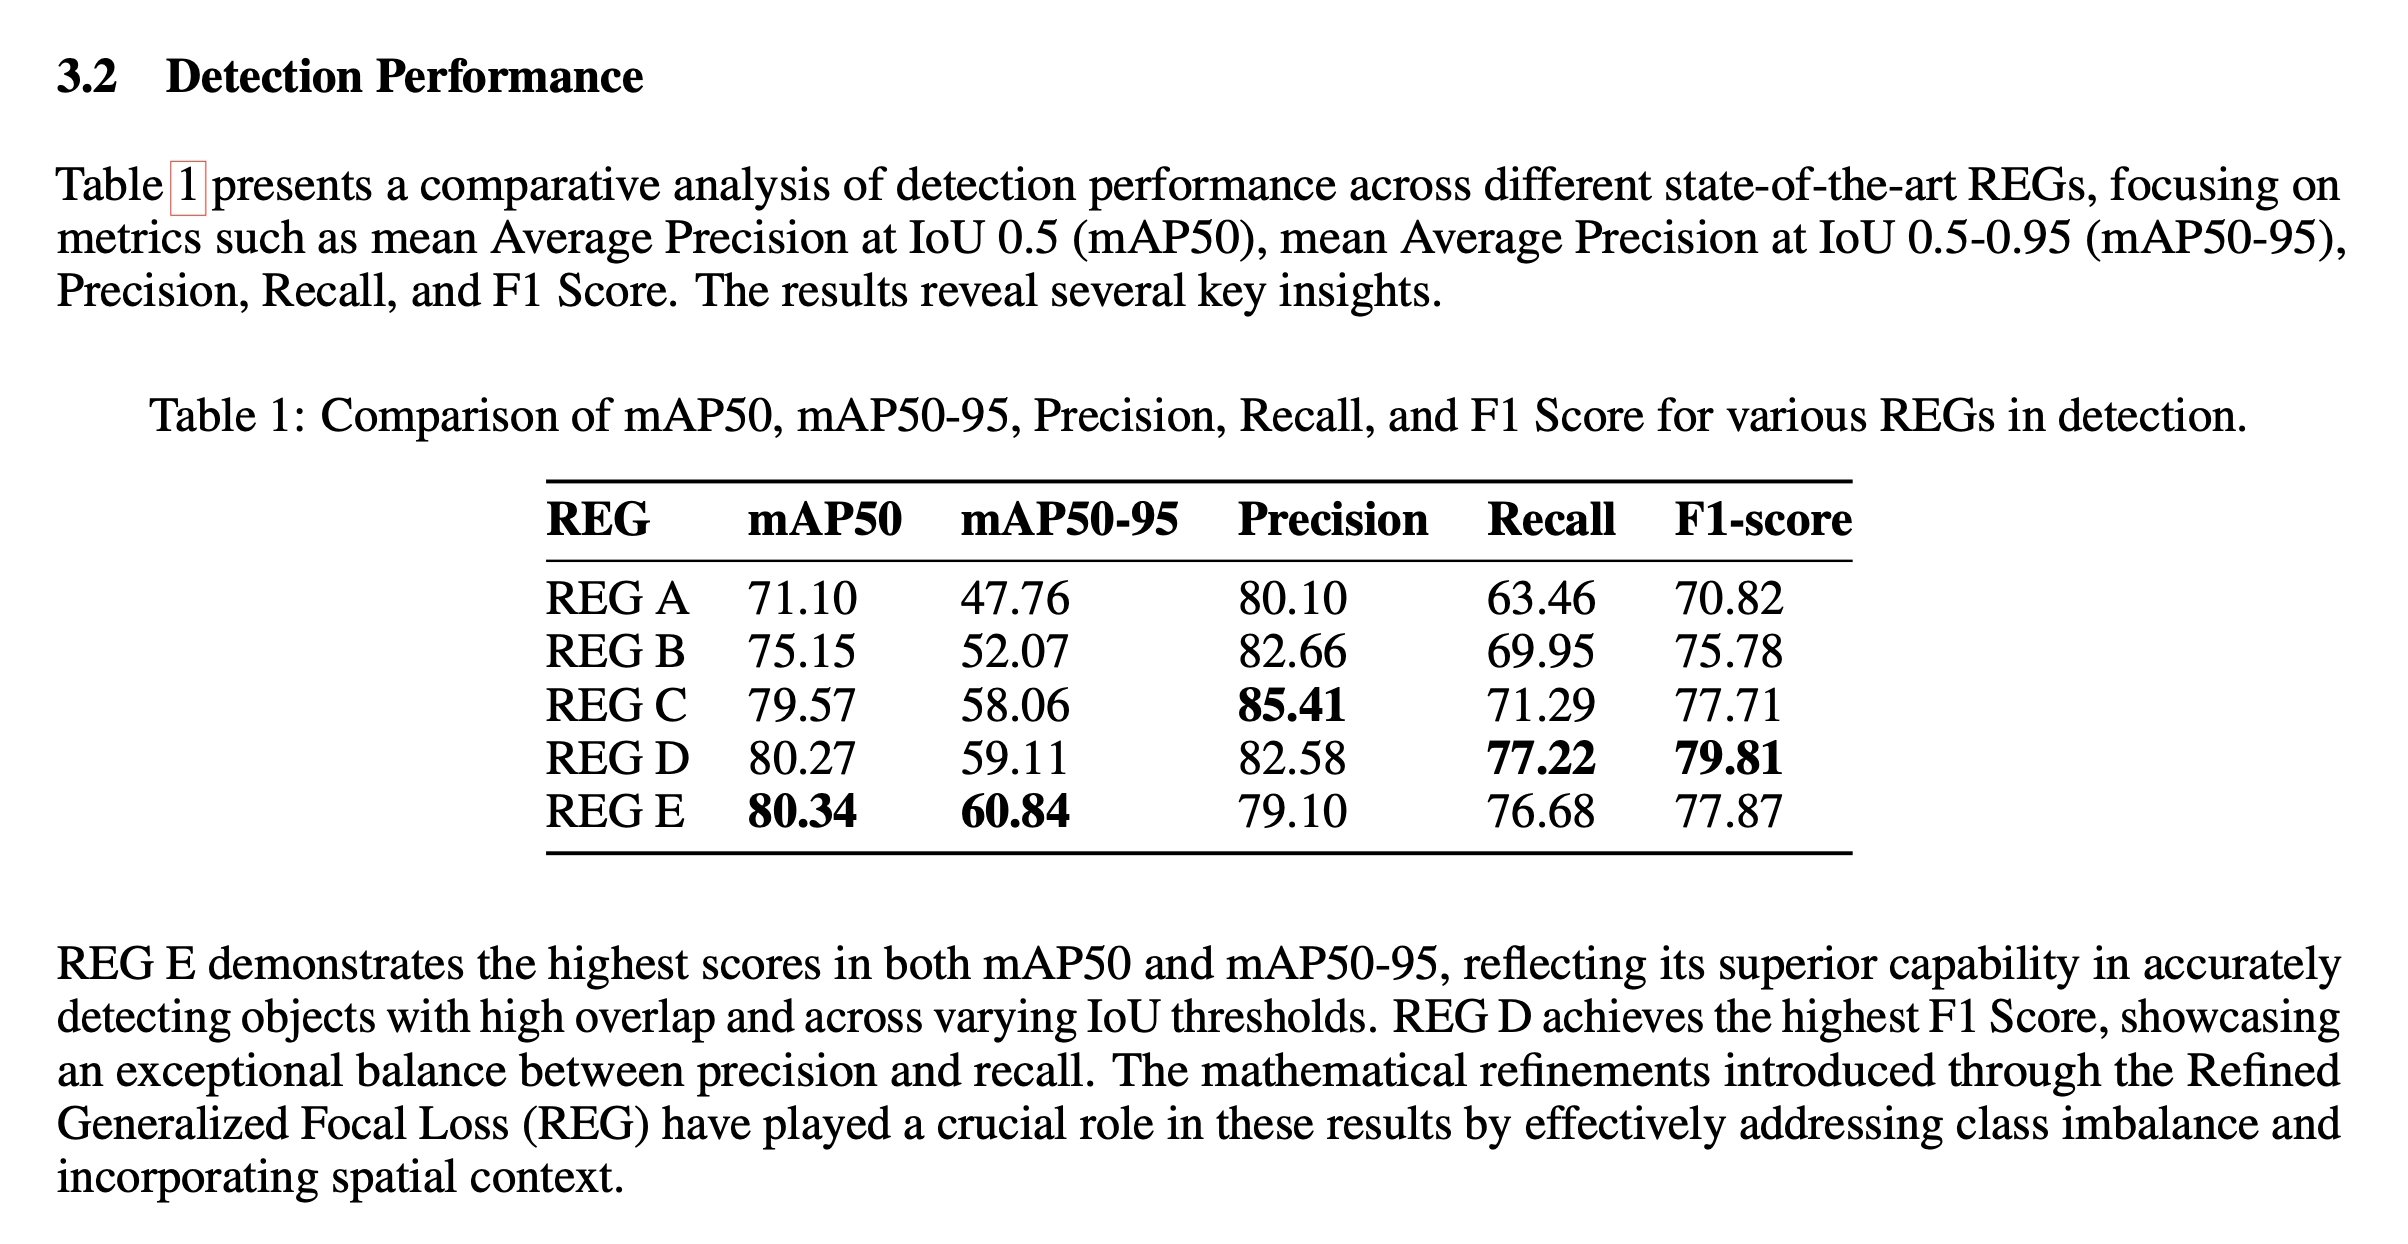 3.2 Detection Performance
Table 1 presents a comparative analysis of detection performance across different state-of-the-art REGs, focusing on
metrics such as mean Average Precision at IoU 0.5 (mAP50), mean Average Precision at IoU 0.5-0.95 (mAP50-95),
Precision, Recall, and F1 Score. The results reveal several key insights.
Table 1: Comparison of mAP50, mAP50-95, Precision, Recall, and F1 Score for various REGs in detection.
REG mAP50 mAP50-95 Precision Recall F1-score
REG A 71.10 47.76 80.10 63.46 70.82
REG B 75.15 52.07 82.66 69.95 75.78
REG C 79.57 58.06 85.41 71.29 77.71
REG D 80.27 59.11 82.58 77.22 79.81
REG E 80.34 60.84 79.10 76.68 77.87
REG E demonstrates the highest scores in both mAP50 and mAP50-95, reflecting its superior capability in accurately
detecting objects with high overlap and across varying IoU thresholds. REG D achieves the highest F1 Score, showcasing
an exceptional balance between precision and recall. The mathematical refinements introduced through the Refined
Generalized Focal Loss (REG) have played a crucial role in these results by effectively addressing class imbalance and
incorporating spatial context.